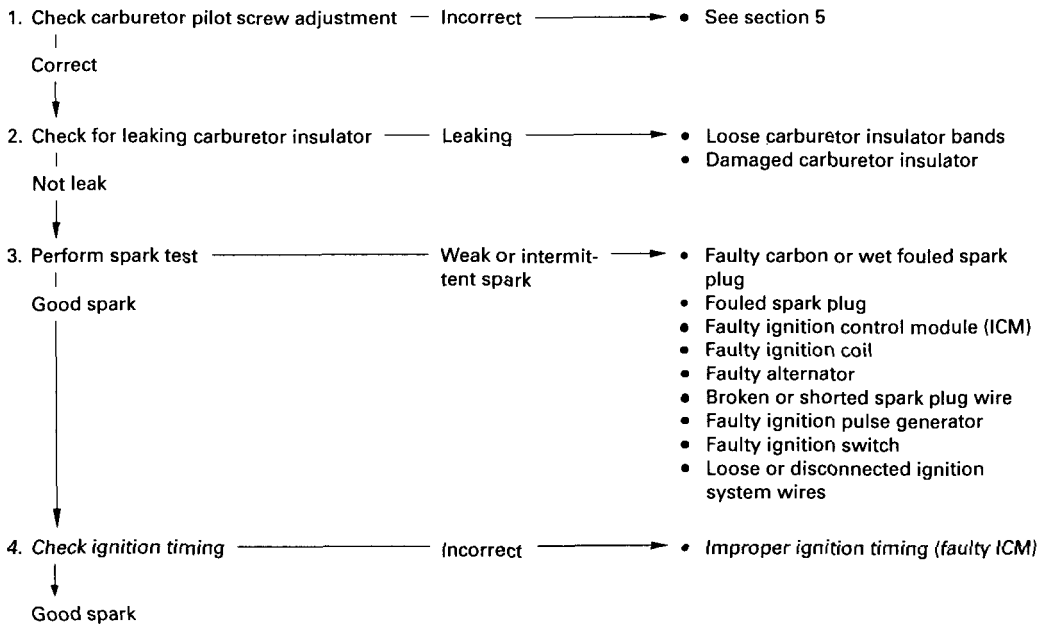 1. Check carburetor pilot screw adjustment — Incorrect • See section 5
Correct
2. Check for leaking carburetor insulator — Leaking • Loose carburetor insulator bands
• Damaged carburetor insulator
Not leak
3. Perform spark test — Weak or intermit- • Faulty carbon or wet fouled spark
tent spark plug
Good spark • Fouled spark plug
• Faulty ignition control module (ICM)
• Faulty ignition coil
• Faulty alternator
• Broken or shorted spark plug wire
• Faulty ignition pulse generator
• Faulty ignition switch
• Loose or disconnected ignition
system wires
4. Check ignition timing — Incorrect • Improper ignition timing (faulty ICM)
Good spark